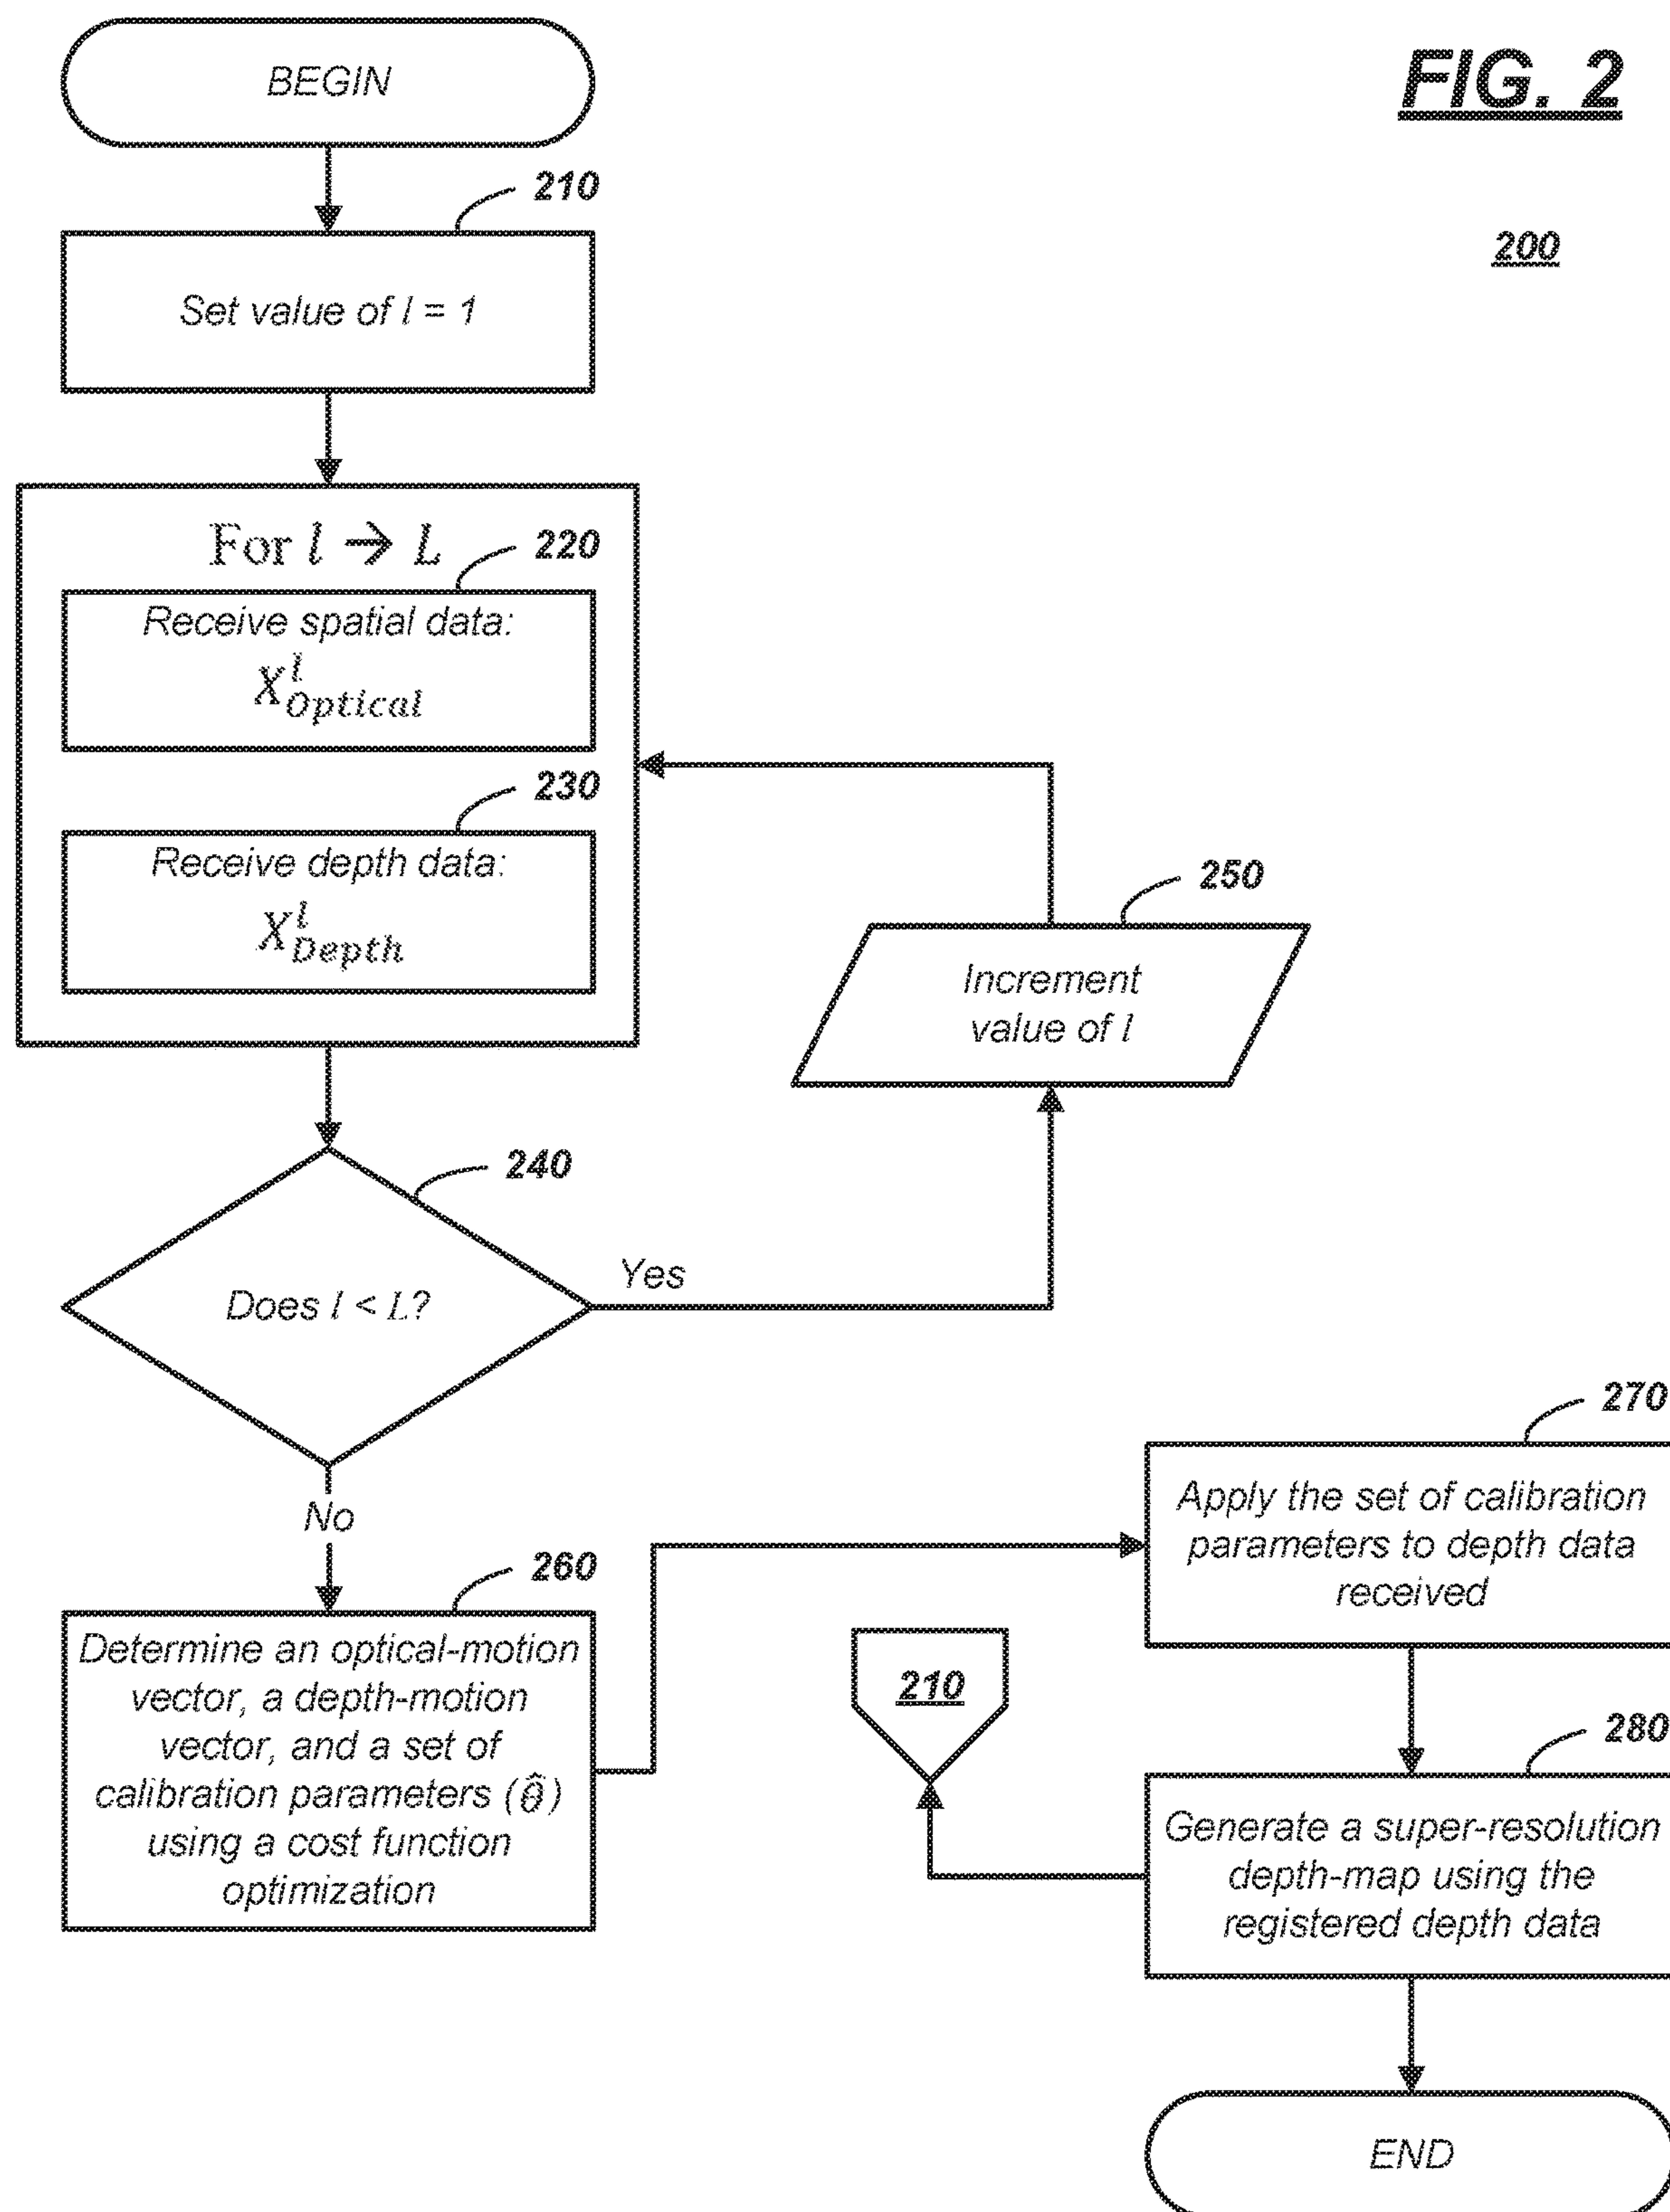 FIG. 2
200
BEGIN
210
Set value of l = 1
For l → L
220
Receive spatial data:
X^l_Optical
230
Receive depth data:
X^l_Depth
250
Increment
value of l
240
Does l < L?
Yes
No
260
Determine an optical-motion
vector, a depth-motion
vector, and a set of
calibration parameters (θ̂)
using a cost function
optimization
270
Apply the set of calibration
parameters to depth data
received
210
280
Generate a super-resolution
depth-map using the
registered depth data
END